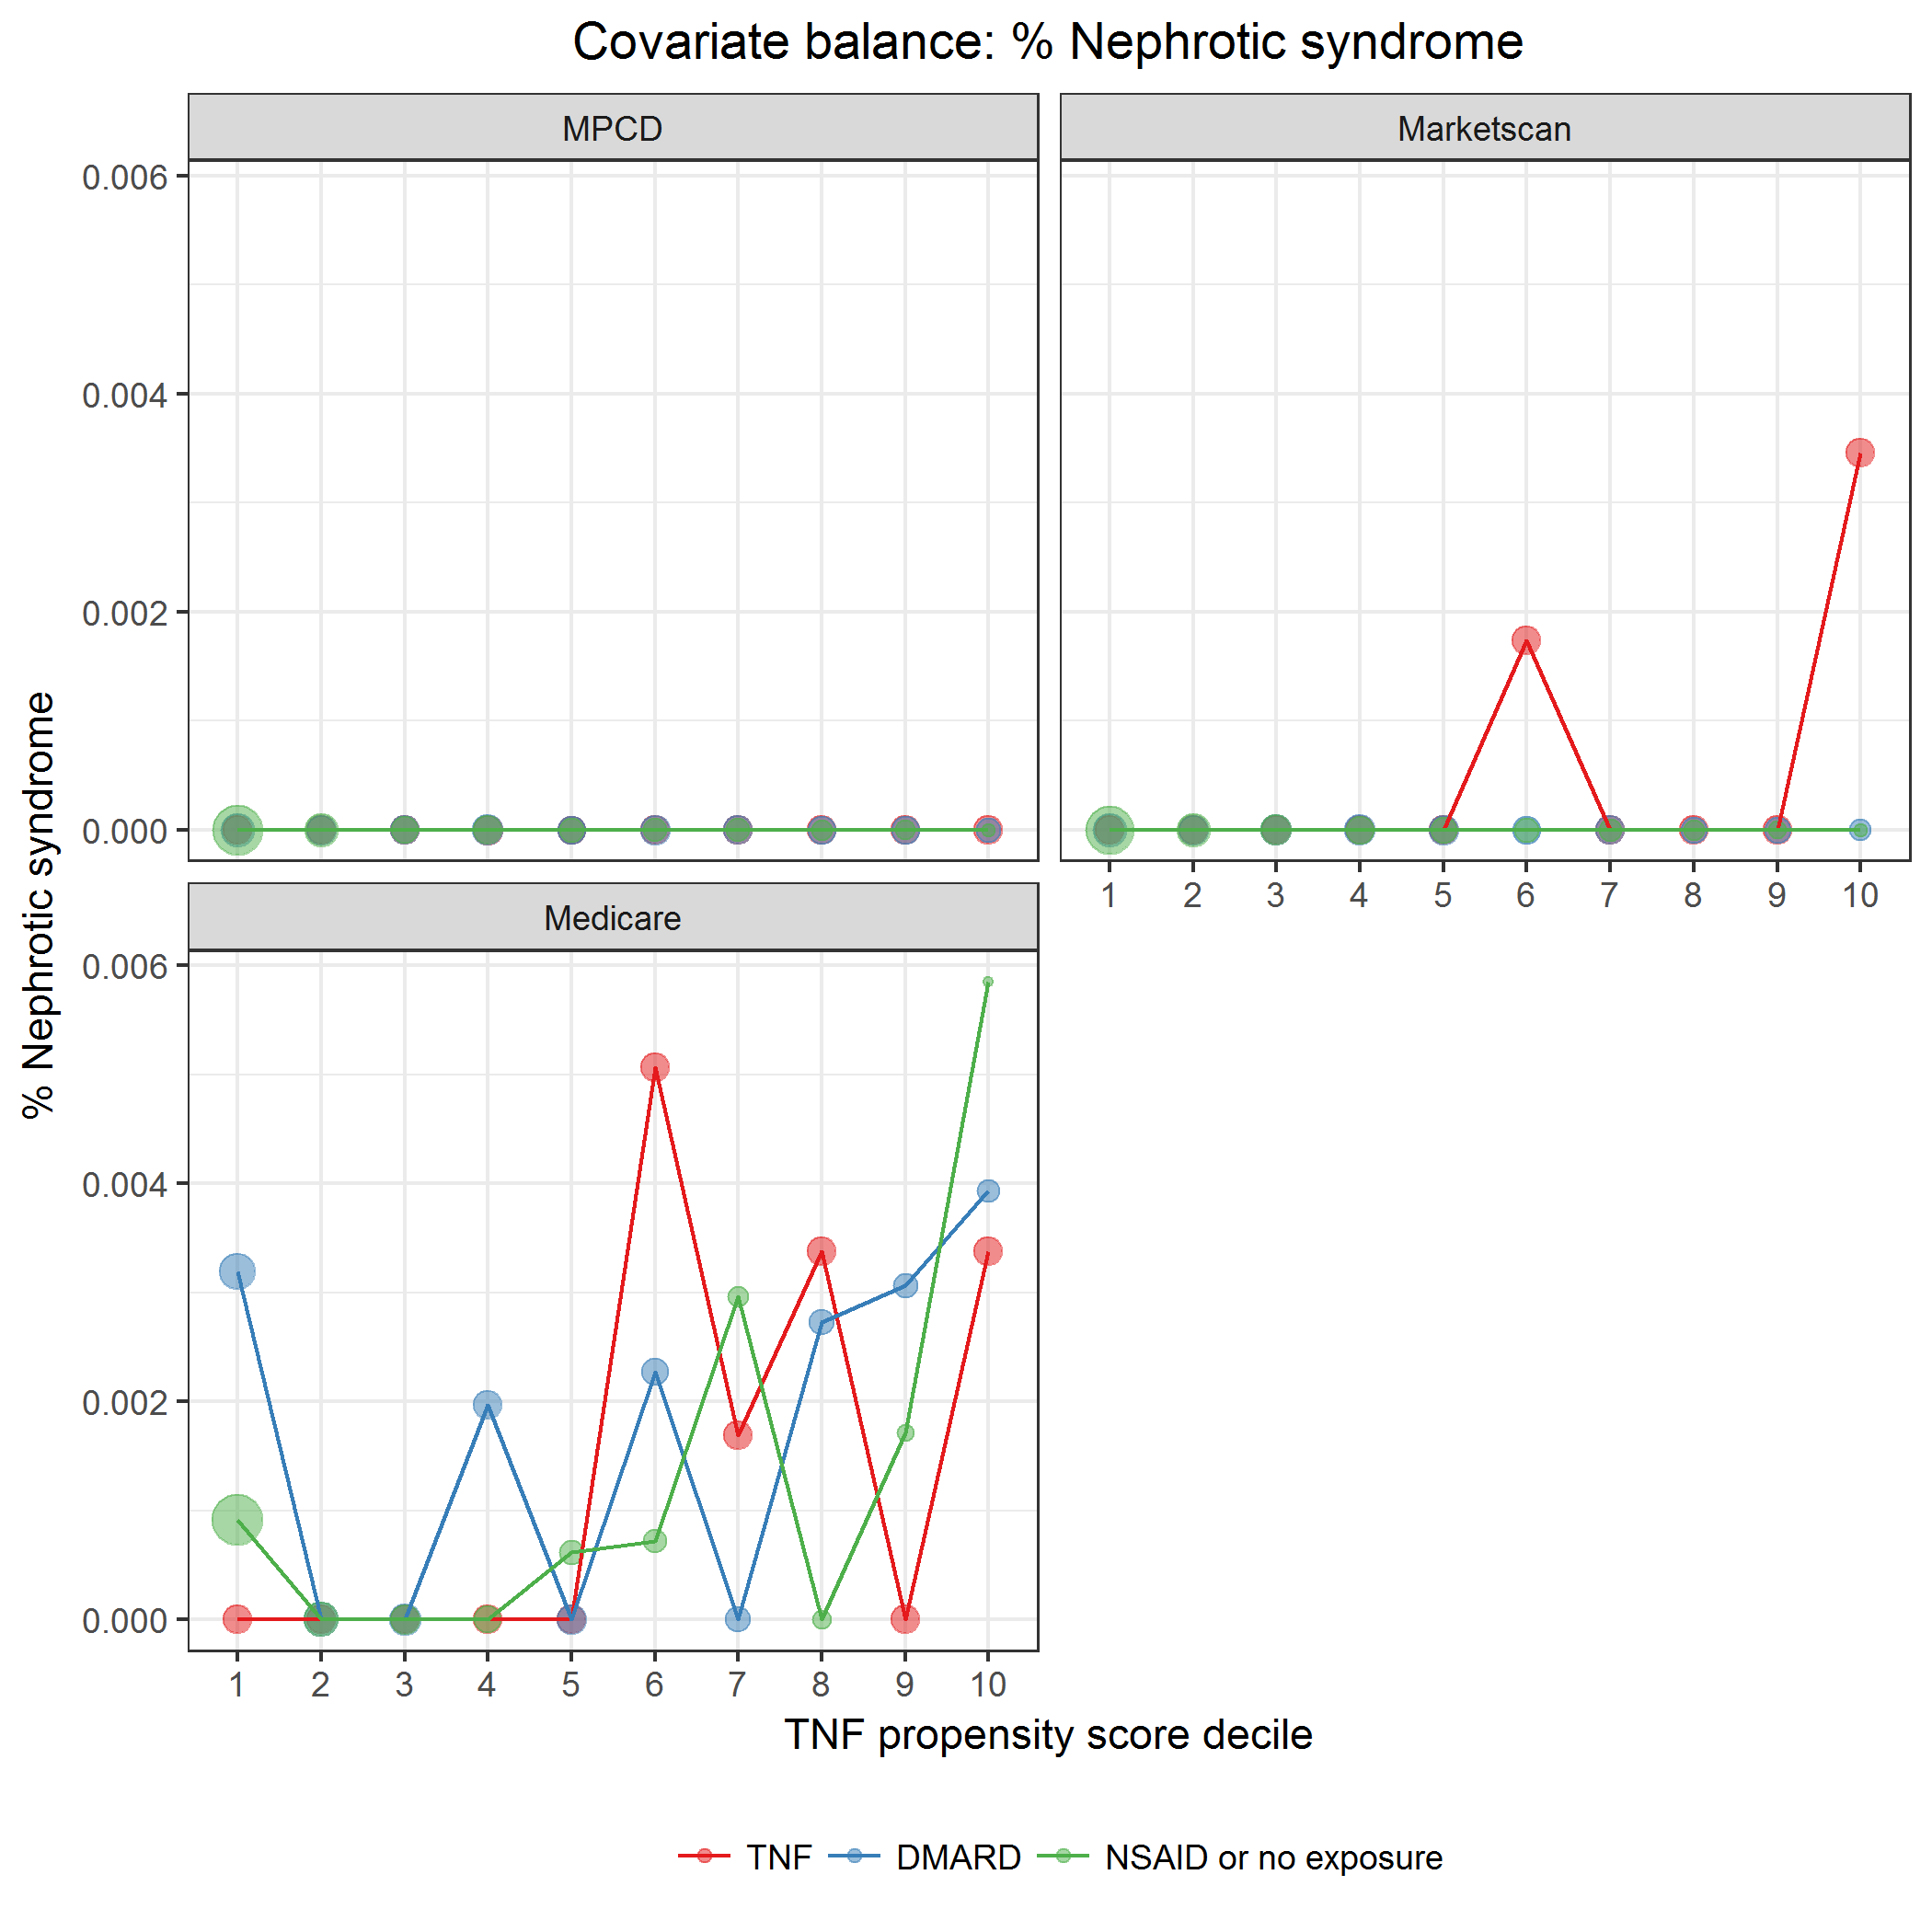 Covariate balance: % Nephrotic syndrome
MPCD
Marketscan
0.006
0.004
0.002
0.000
1 2 3 4 5 6 7 8 9 10
Medicare
0.006
0.004
0.002
0.000
1 2 3 4 5 6 7 8 9 10
% Nephrotic syndrome
TNF propensity score decile
TNF DMARD NSAID or no exposure